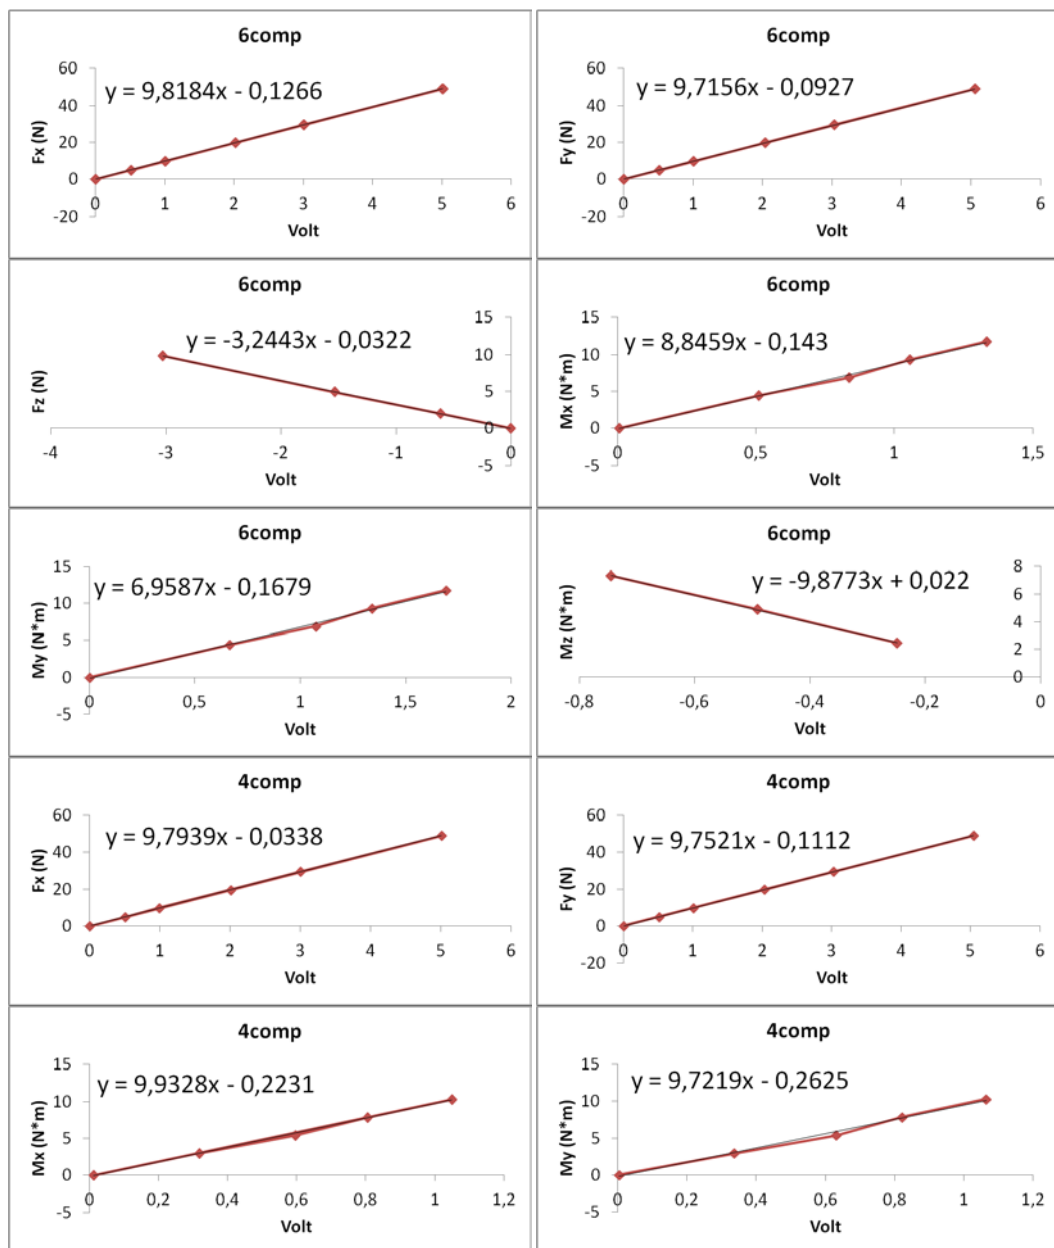 6comp
y = 9,8184x - 0,1266
Fx (N)
60
40
20
0
-20
0 1 2 3 4 5 6
Volt
6comp
y = 9,7156x - 0,0927
Fy (N)
60
40
20
0
-20
0 1 2 3 4 5 6
Volt
6comp
y = -3,2443x - 0,0322
Fz (N)
15
10
5
0
-5
-4 -3 -2 -1 0
Volt
6comp
y = 8,8459x - 0,143
Mx (N*m)
15
10
5
0
-5
0 0,5 1 1,5
Volt
6comp
y = 6,9587x - 0,1679
My (N*m)
15
10
5
0
-5
0 0,5 1 1,5 2
Volt
6comp
y = -9,8773x + 0,022
Mz (N*m)
8
6
4
2
0
-0,8 -0,6 -0,4 -0,2 0
Volt
4comp
y = 9,7939x - 0,0338
Fx (N)
60
40
20
0
0 1 2 3 4 5 6
Volt
4comp
y = 9,7521x - 0,1112
Fy (N)
60
40
20
0
-20
0 1 2 3 4 5 6
Volt
4comp
y = 9,9328x - 0,2231
Mx (N*m)
15
10
5
0
-5
0 0,2 0,4 0,6 0,8 1 1,2
Volt
4comp
y = 9,7219x - 0,2625
My (N*m)
15
10
5
0
-5
0 0,2 0,4 0,6 0,8 1 1,2
Volt